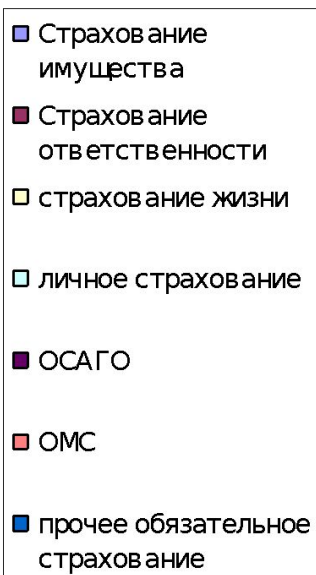 Страхование
имущества
Страхование
ответственности
страхование жизни
личное страхование
ОСАГО
ОМС
прочее обязательное
страхование